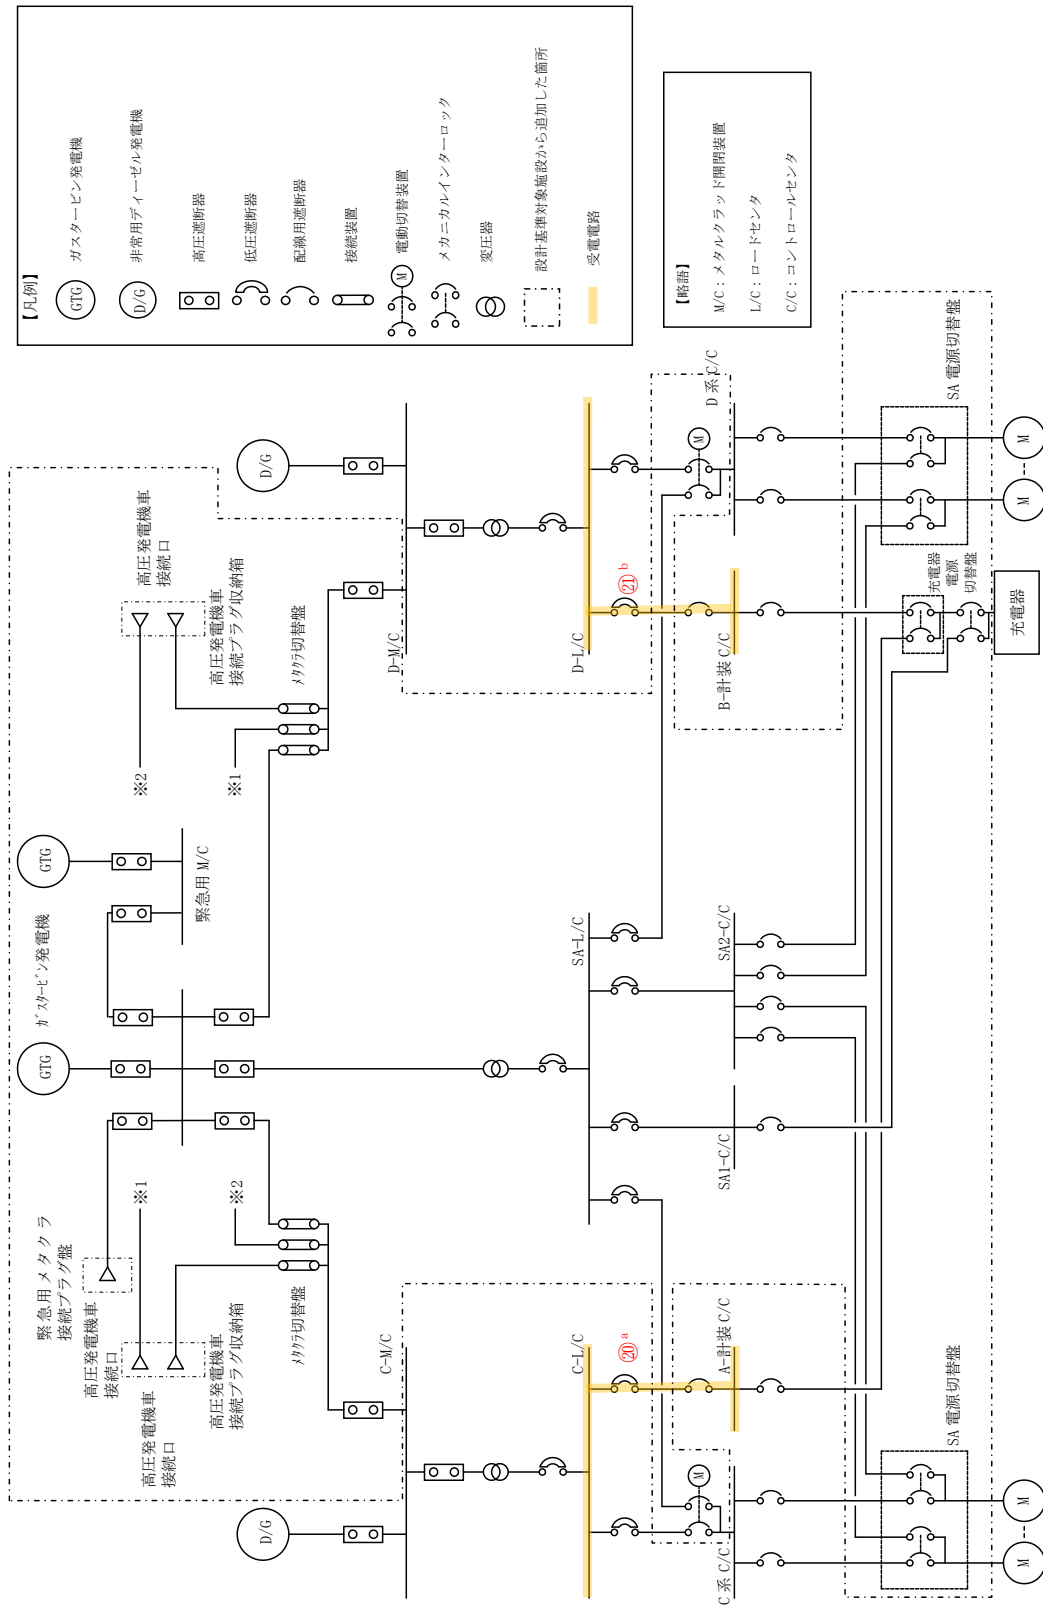 【凡例】
GTG ガスタービン発電機
D/G 非常用ディーゼル発電機
高圧遮断器
低圧遮断器
配線用遮断器
接続装置
M 電動切替装置
メカニカルインターロック
変圧器
設計基準対象施設から追加した箇所
受電電路
【略語】
M/C：メタルクラッド開閉装置
L/C：ロードセンタ
C/C：コントロールセンタ
緊急用メタクラ
接続プラグ盤
高圧発電機車
接続口
高圧発電機車
接続口
※1
高圧発電機車
接続プラグ収納箱
※2
メタクラ切替盤
GTG
ガスタービン発電機
GTG
緊急用 M/C
高圧発電機車
接続口
※2
高圧発電機車
接続プラグ収納箱
※1
メタクラ切替盤
D/G
D/G
C-M/C
D-M/C
C-L/C
SA-L/C
D-L/C
⑳a
㉑b
M
M
C 系 C/C
A-計装 C/C
SA1-C/C
SA2-C/C
B-計装 C/C
D 系 C/C
SA 電源切替盤
充電器
電源
切替盤
SA 電源切替盤
M
M
充電器
M
M